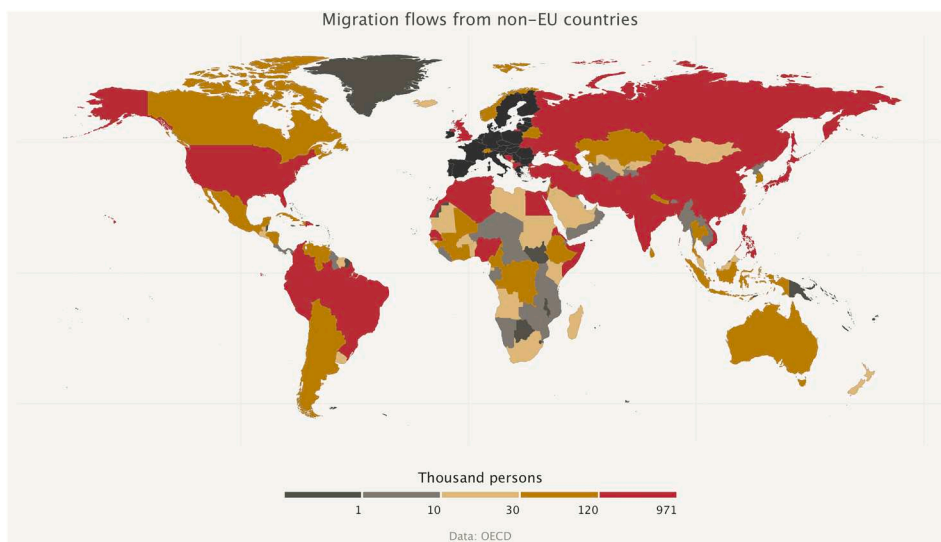 Migration flows from non-EU countries
Thousand persons
1 10 30 120 971
Data: OECD